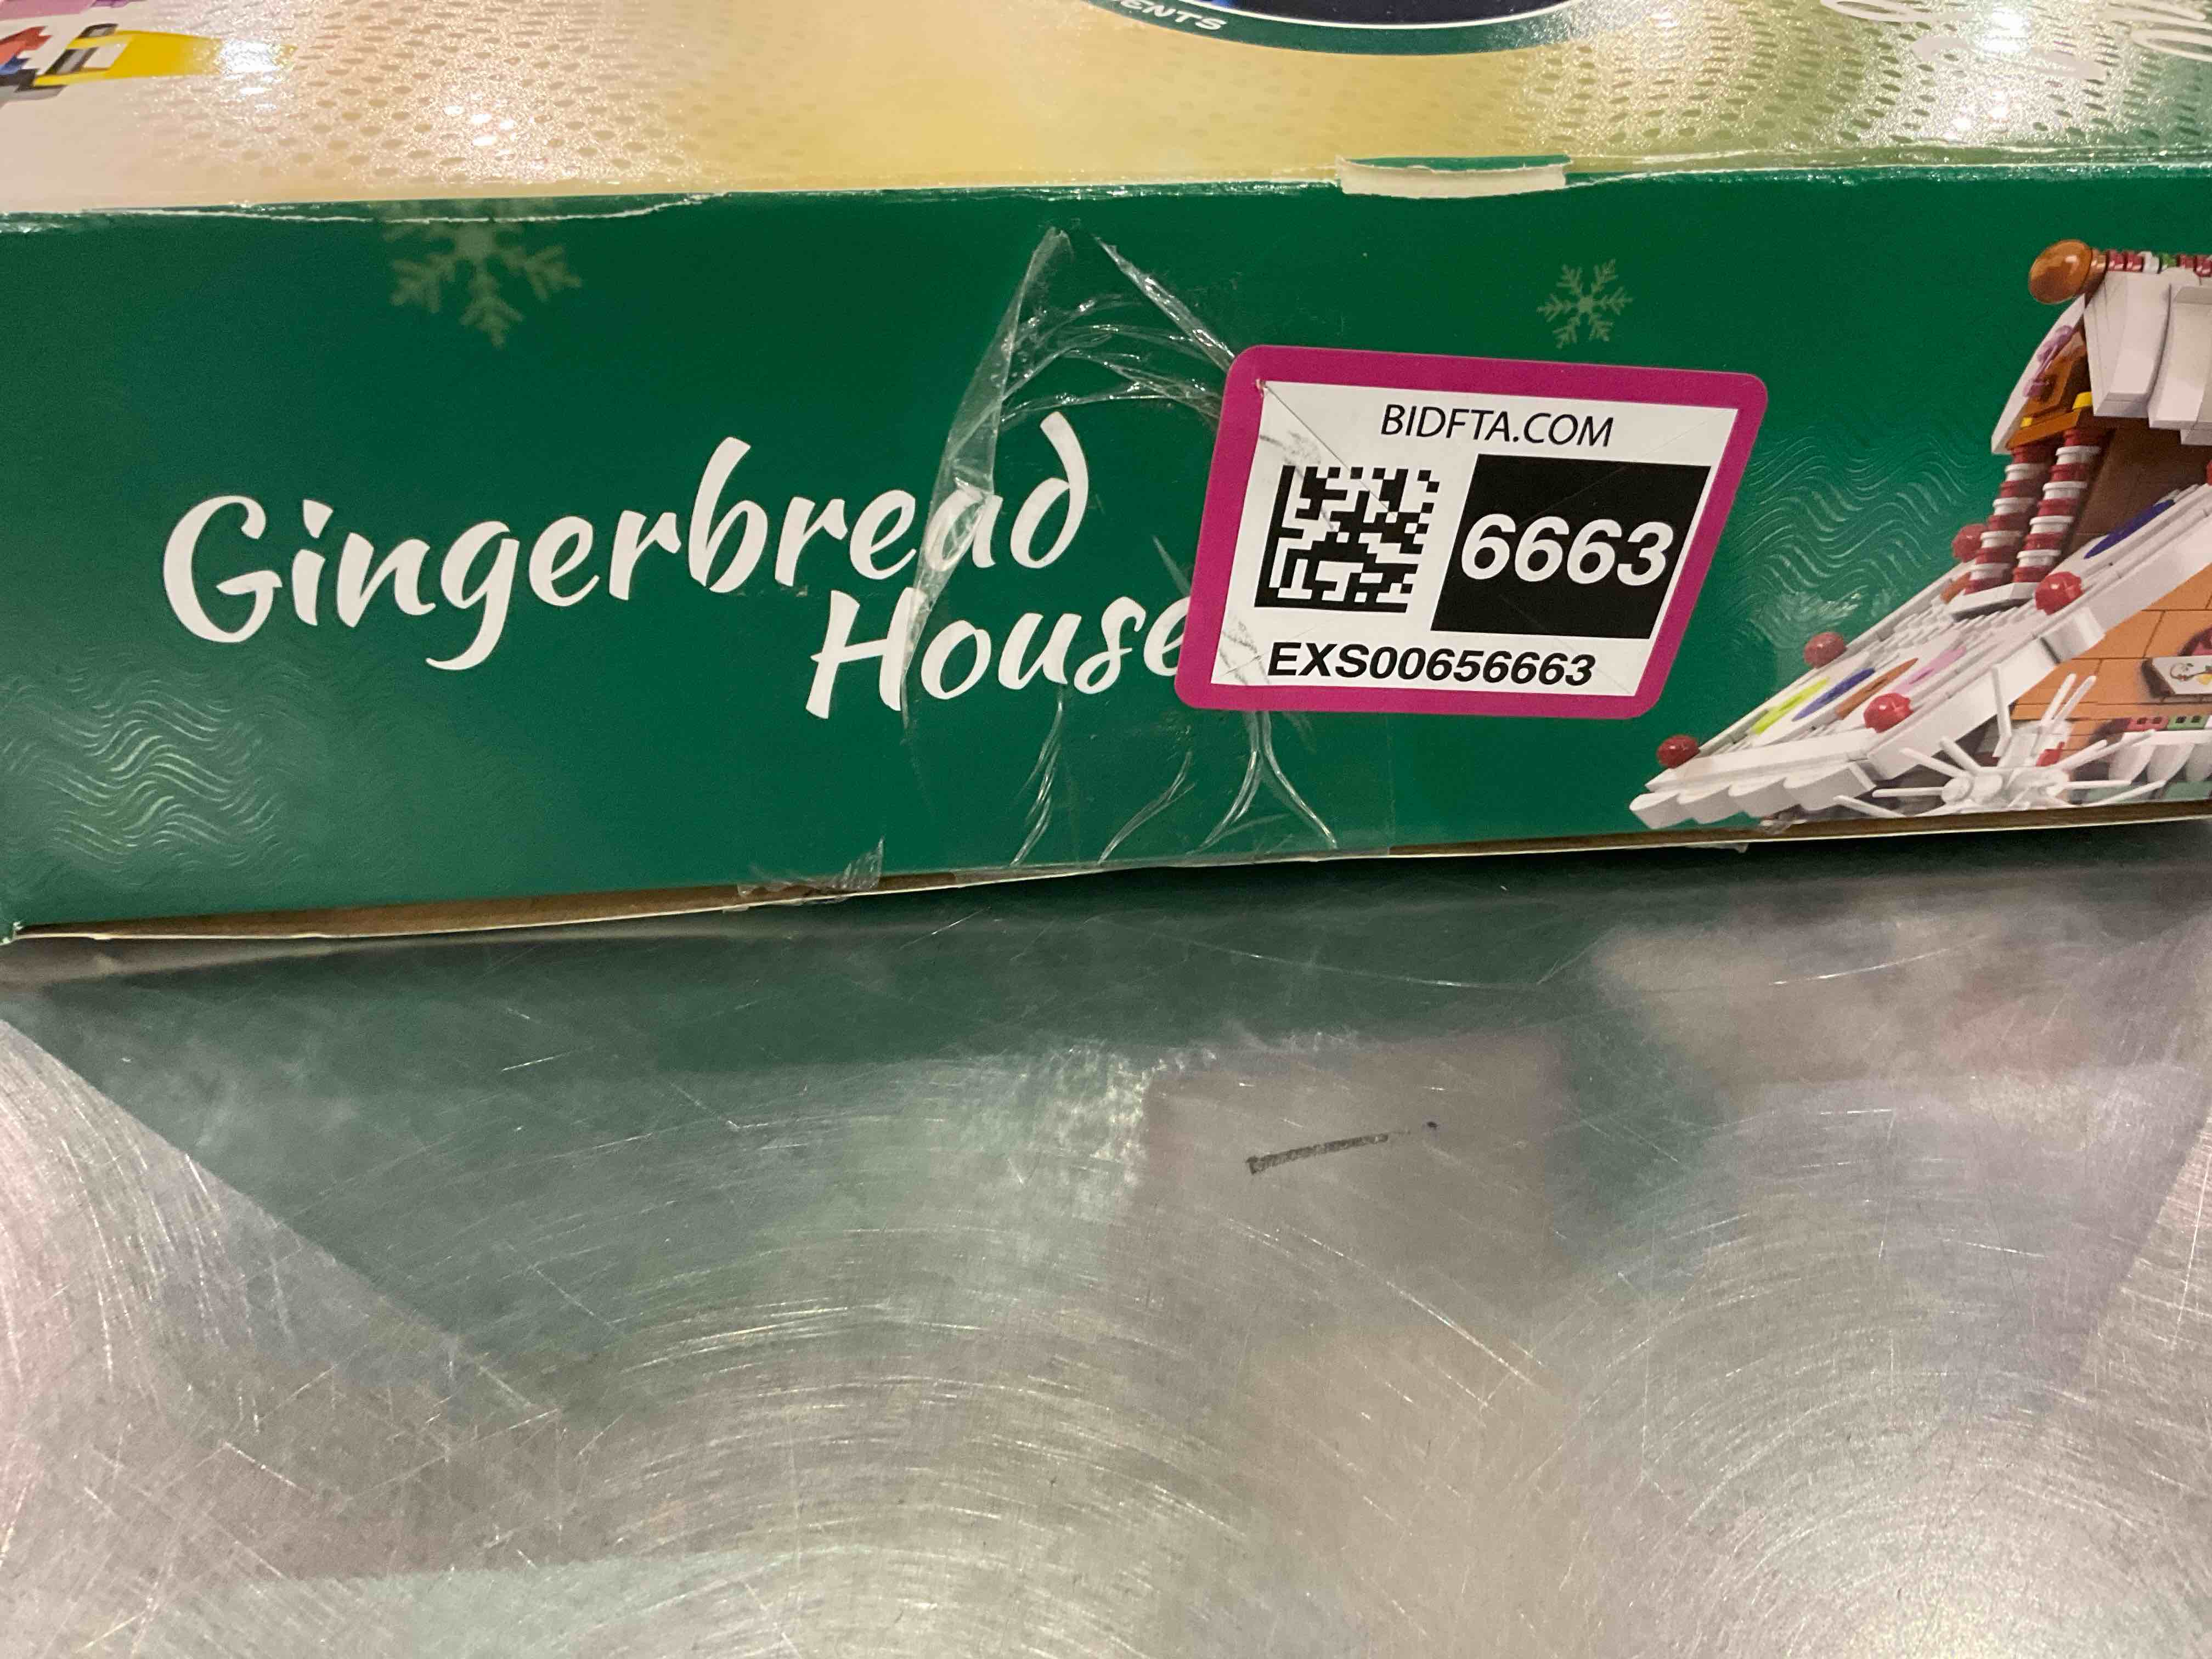 Gingerbread
House
BIDFTA.COM
6663
EXS00656663